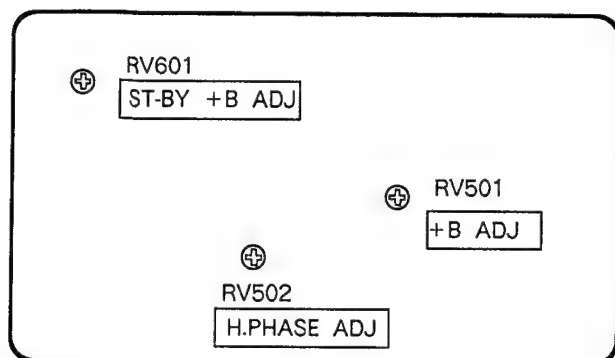 RV601
ST-BY +B ADJ
RV501
+B ADJ
RV502
H.PHASE ADJ